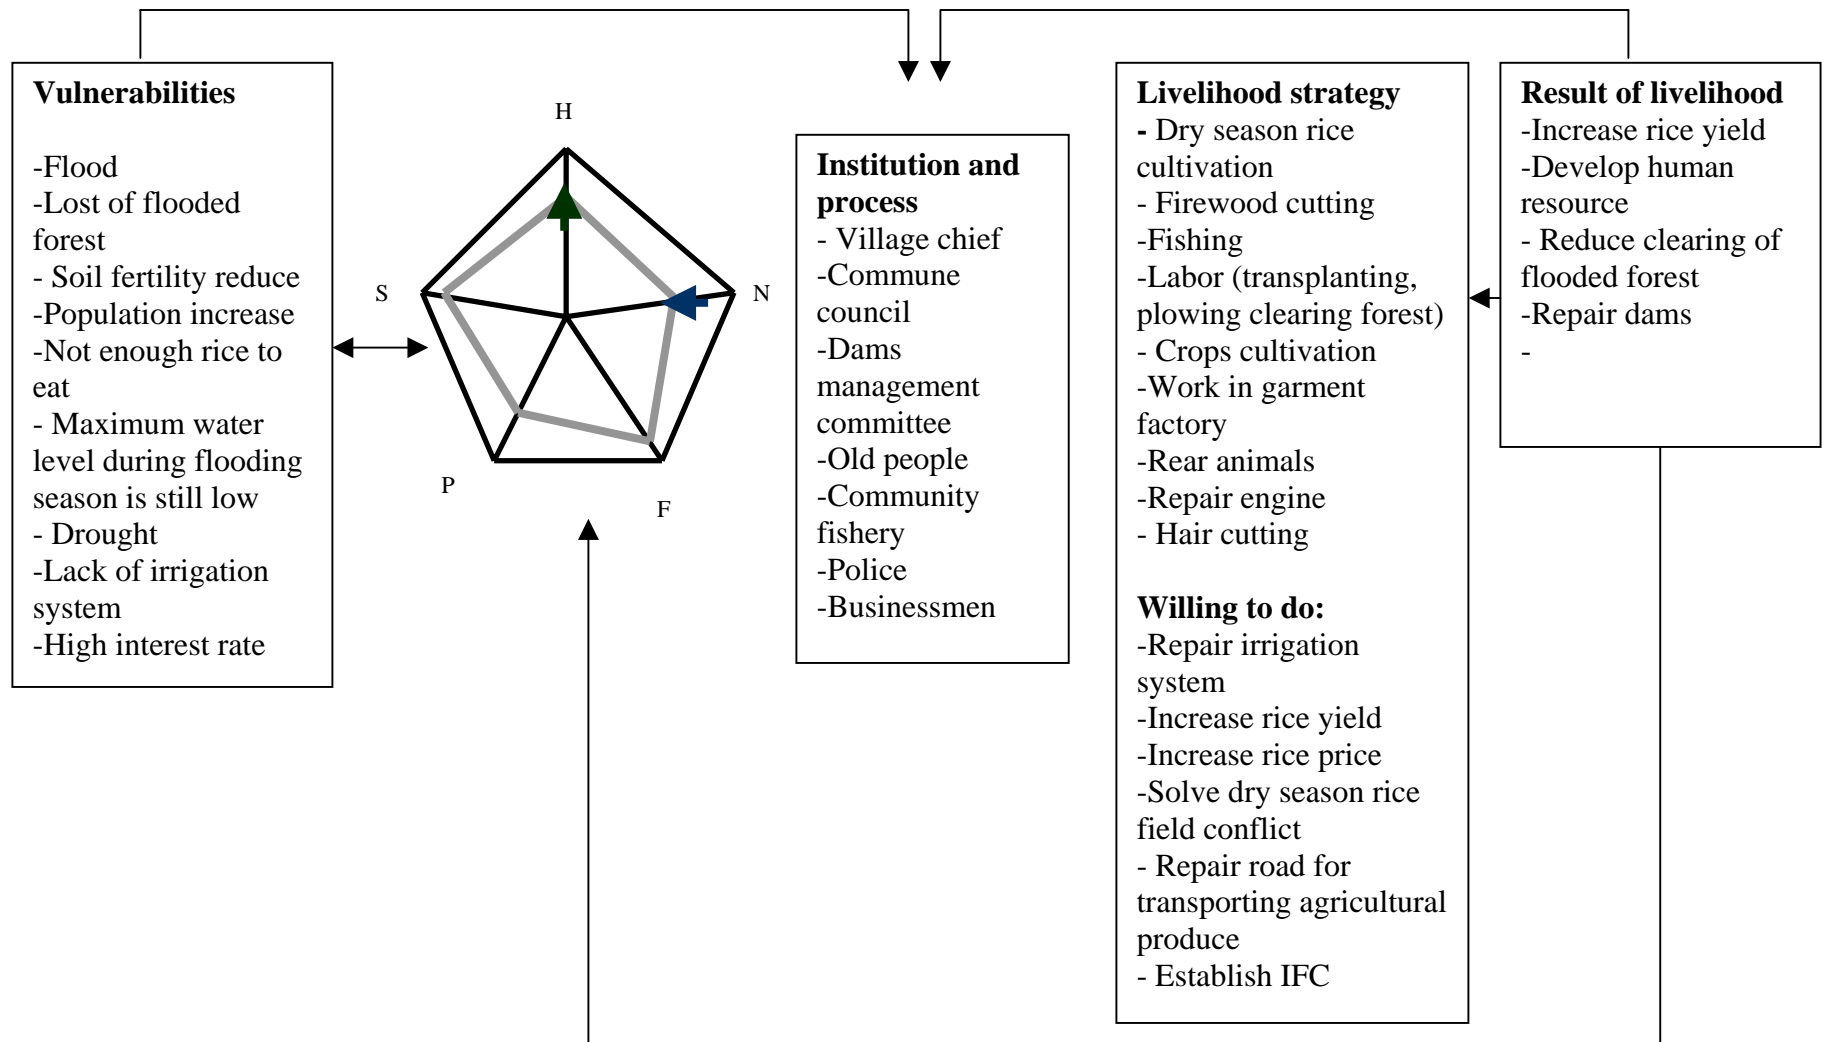 Vulnerabilities
-Flood
-Lost of flooded
forest
- Soil fertility reduce
-Population increase
-Not enough rice to
eat
- Maximum water
level during flooding
season is still low
- Drought
-Lack of irrigation
system
-High interest rate
H
S
N
P
F
Institution and
process
- Village chief
-Commune
council
-Dams
management
committee
-Old people
-Community
fishery
-Police
-Businessmen
Livelihood strategy
- Dry season rice
cultivation
- Firewood cutting
-Fishing
-Labor (transplanting,
plowing clearing forest)
- Crops cultivation
-Work in garment
factory
-Rear animals
-Repair engine
- Hair cutting
Willing to do:
-Repair irrigation
system
-Increase rice yield
-Increase rice price
-Solve dry season rice
field conflict
- Repair road for
transporting agricultural
produce
- Establish IFC
Result of livelihood
-Increase rice yield
-Develop human
resource
- Reduce clearing of
flooded forest
-Repair dams
-